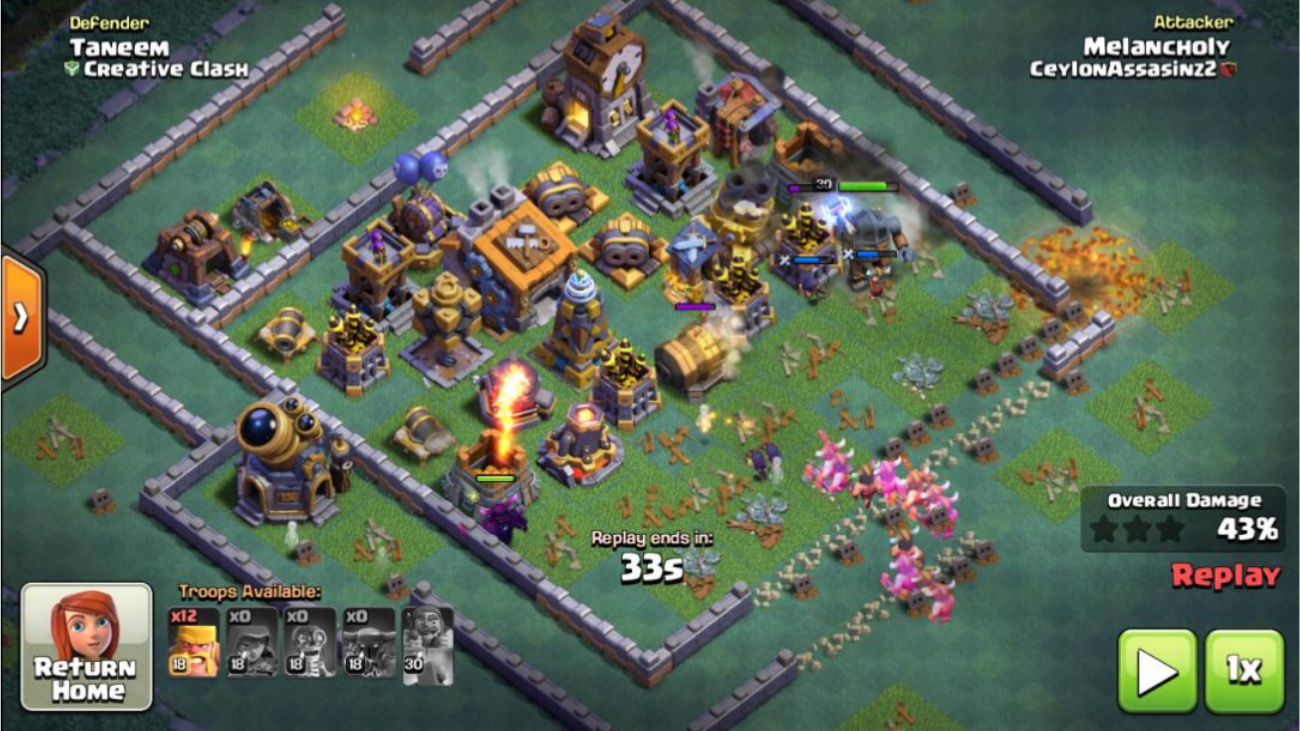 Defender
Taneem
Creative Clash
Attacker
Melancholy
CeylonAssasinz2
30
Overall Damage
43%
Replay
Replay ends in:
33s
Troops Available:
x12
x0
x0
x0
18
18
18
18
30
Return
Home
1x